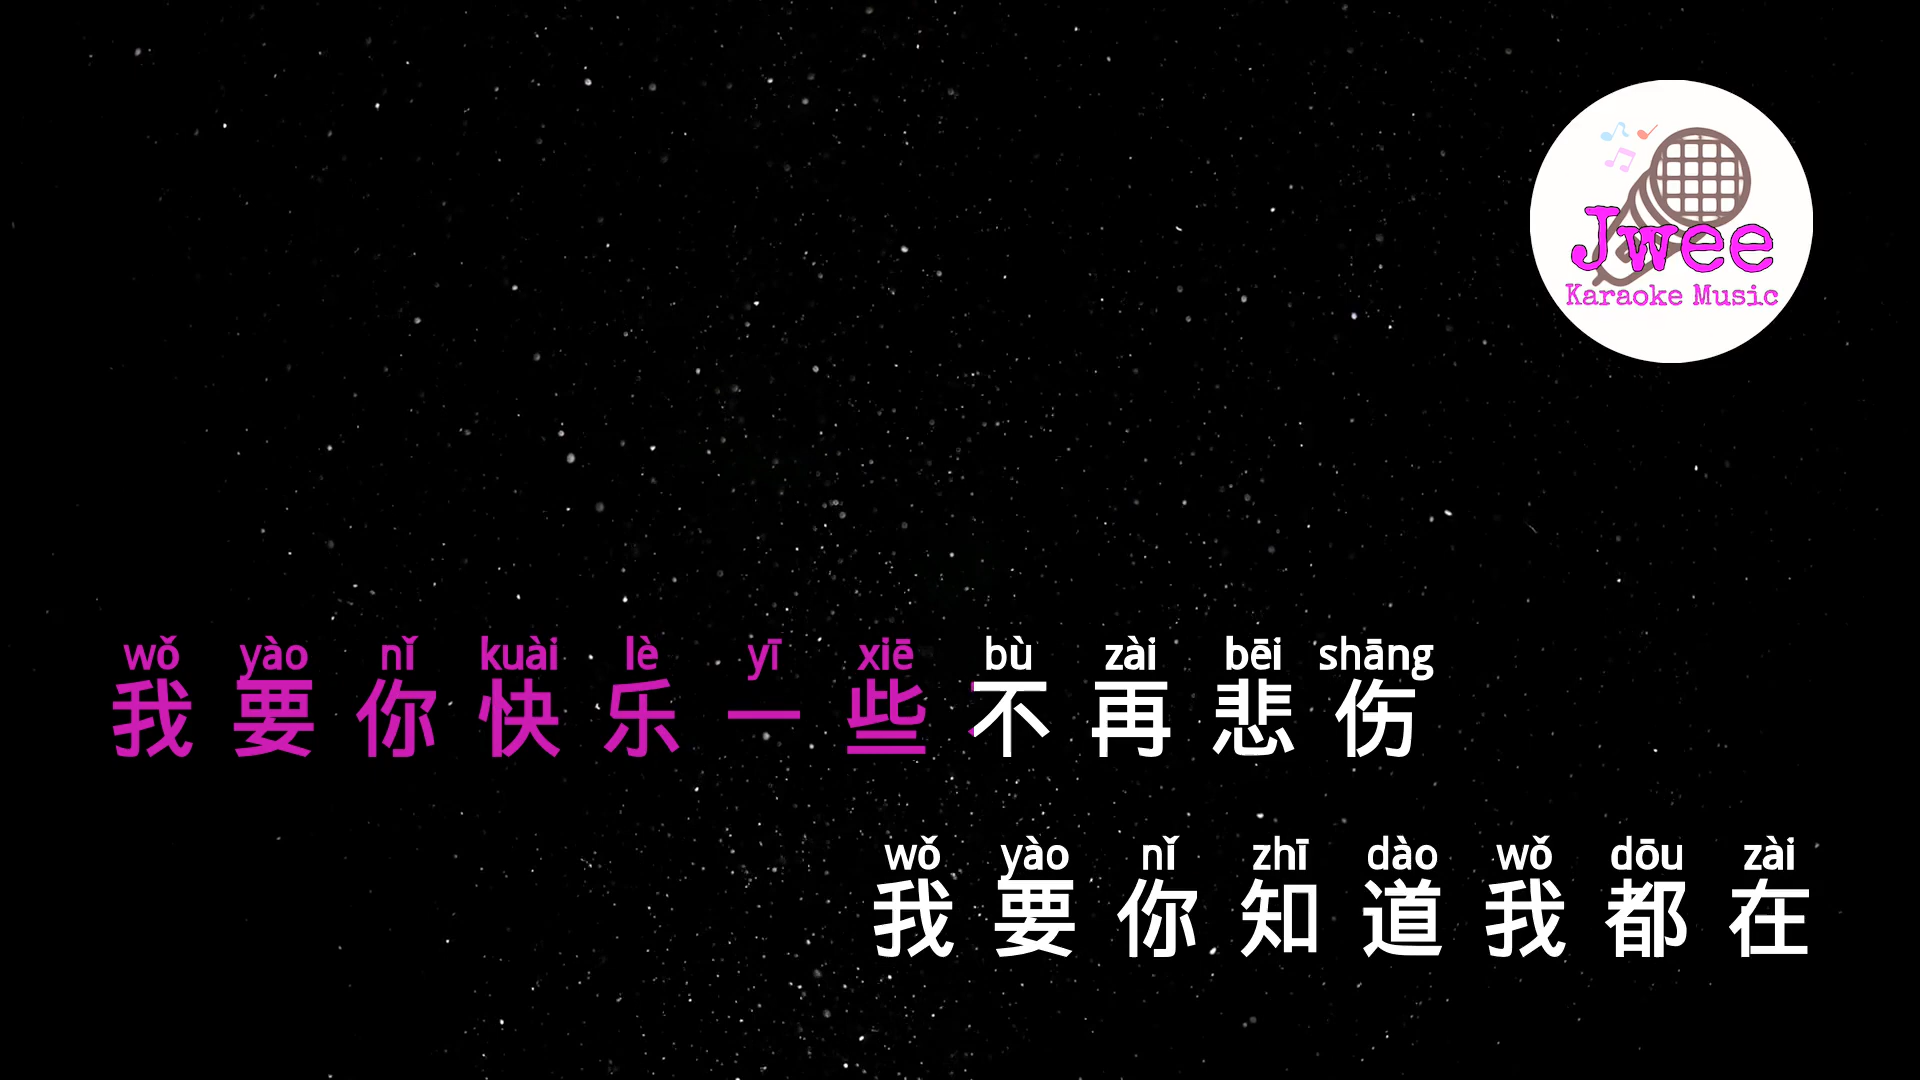 Jwee
Karaoke Music
wǒ yào nǐ kuài lè yī xiē bù zài bēi shāng
我要你快乐一些不再悲伤
wǒ yào nǐ zhī dào wǒ dōu zài
我要你知道我都在